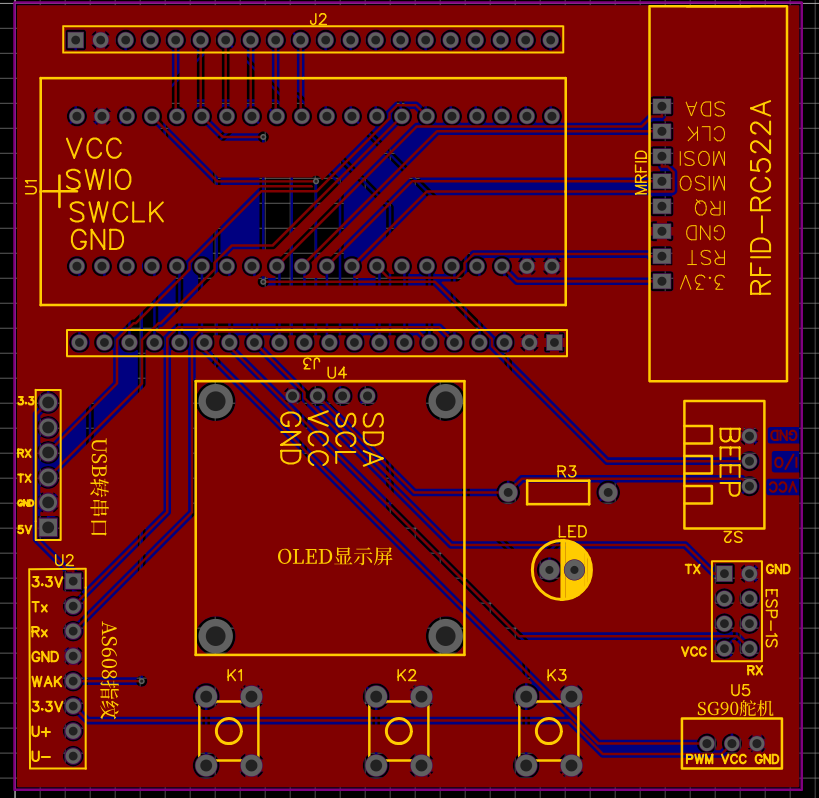 J2
U1
VCC
SWIO
SWCLK
GND
MRFID
SDA
CLK
MOSI
MISO
IRQ
GND
RST
3.3V
RFID-RC522A
J3
U4
GND
VCC
SCL
SDA
OLED显示屏
3.3
RX
TX
GND
5V
USB转串口
BEEP
GND
I/O
VCC
S2
R3
LED
U2
3.3V
Tx
Rx
GND
WAK
3.3V
U+
U-
AS608指纹
TX
GND
ESP-1S
VCC
RX
K1
K2
K3
U5
SG90舵机
PWM VCC GND